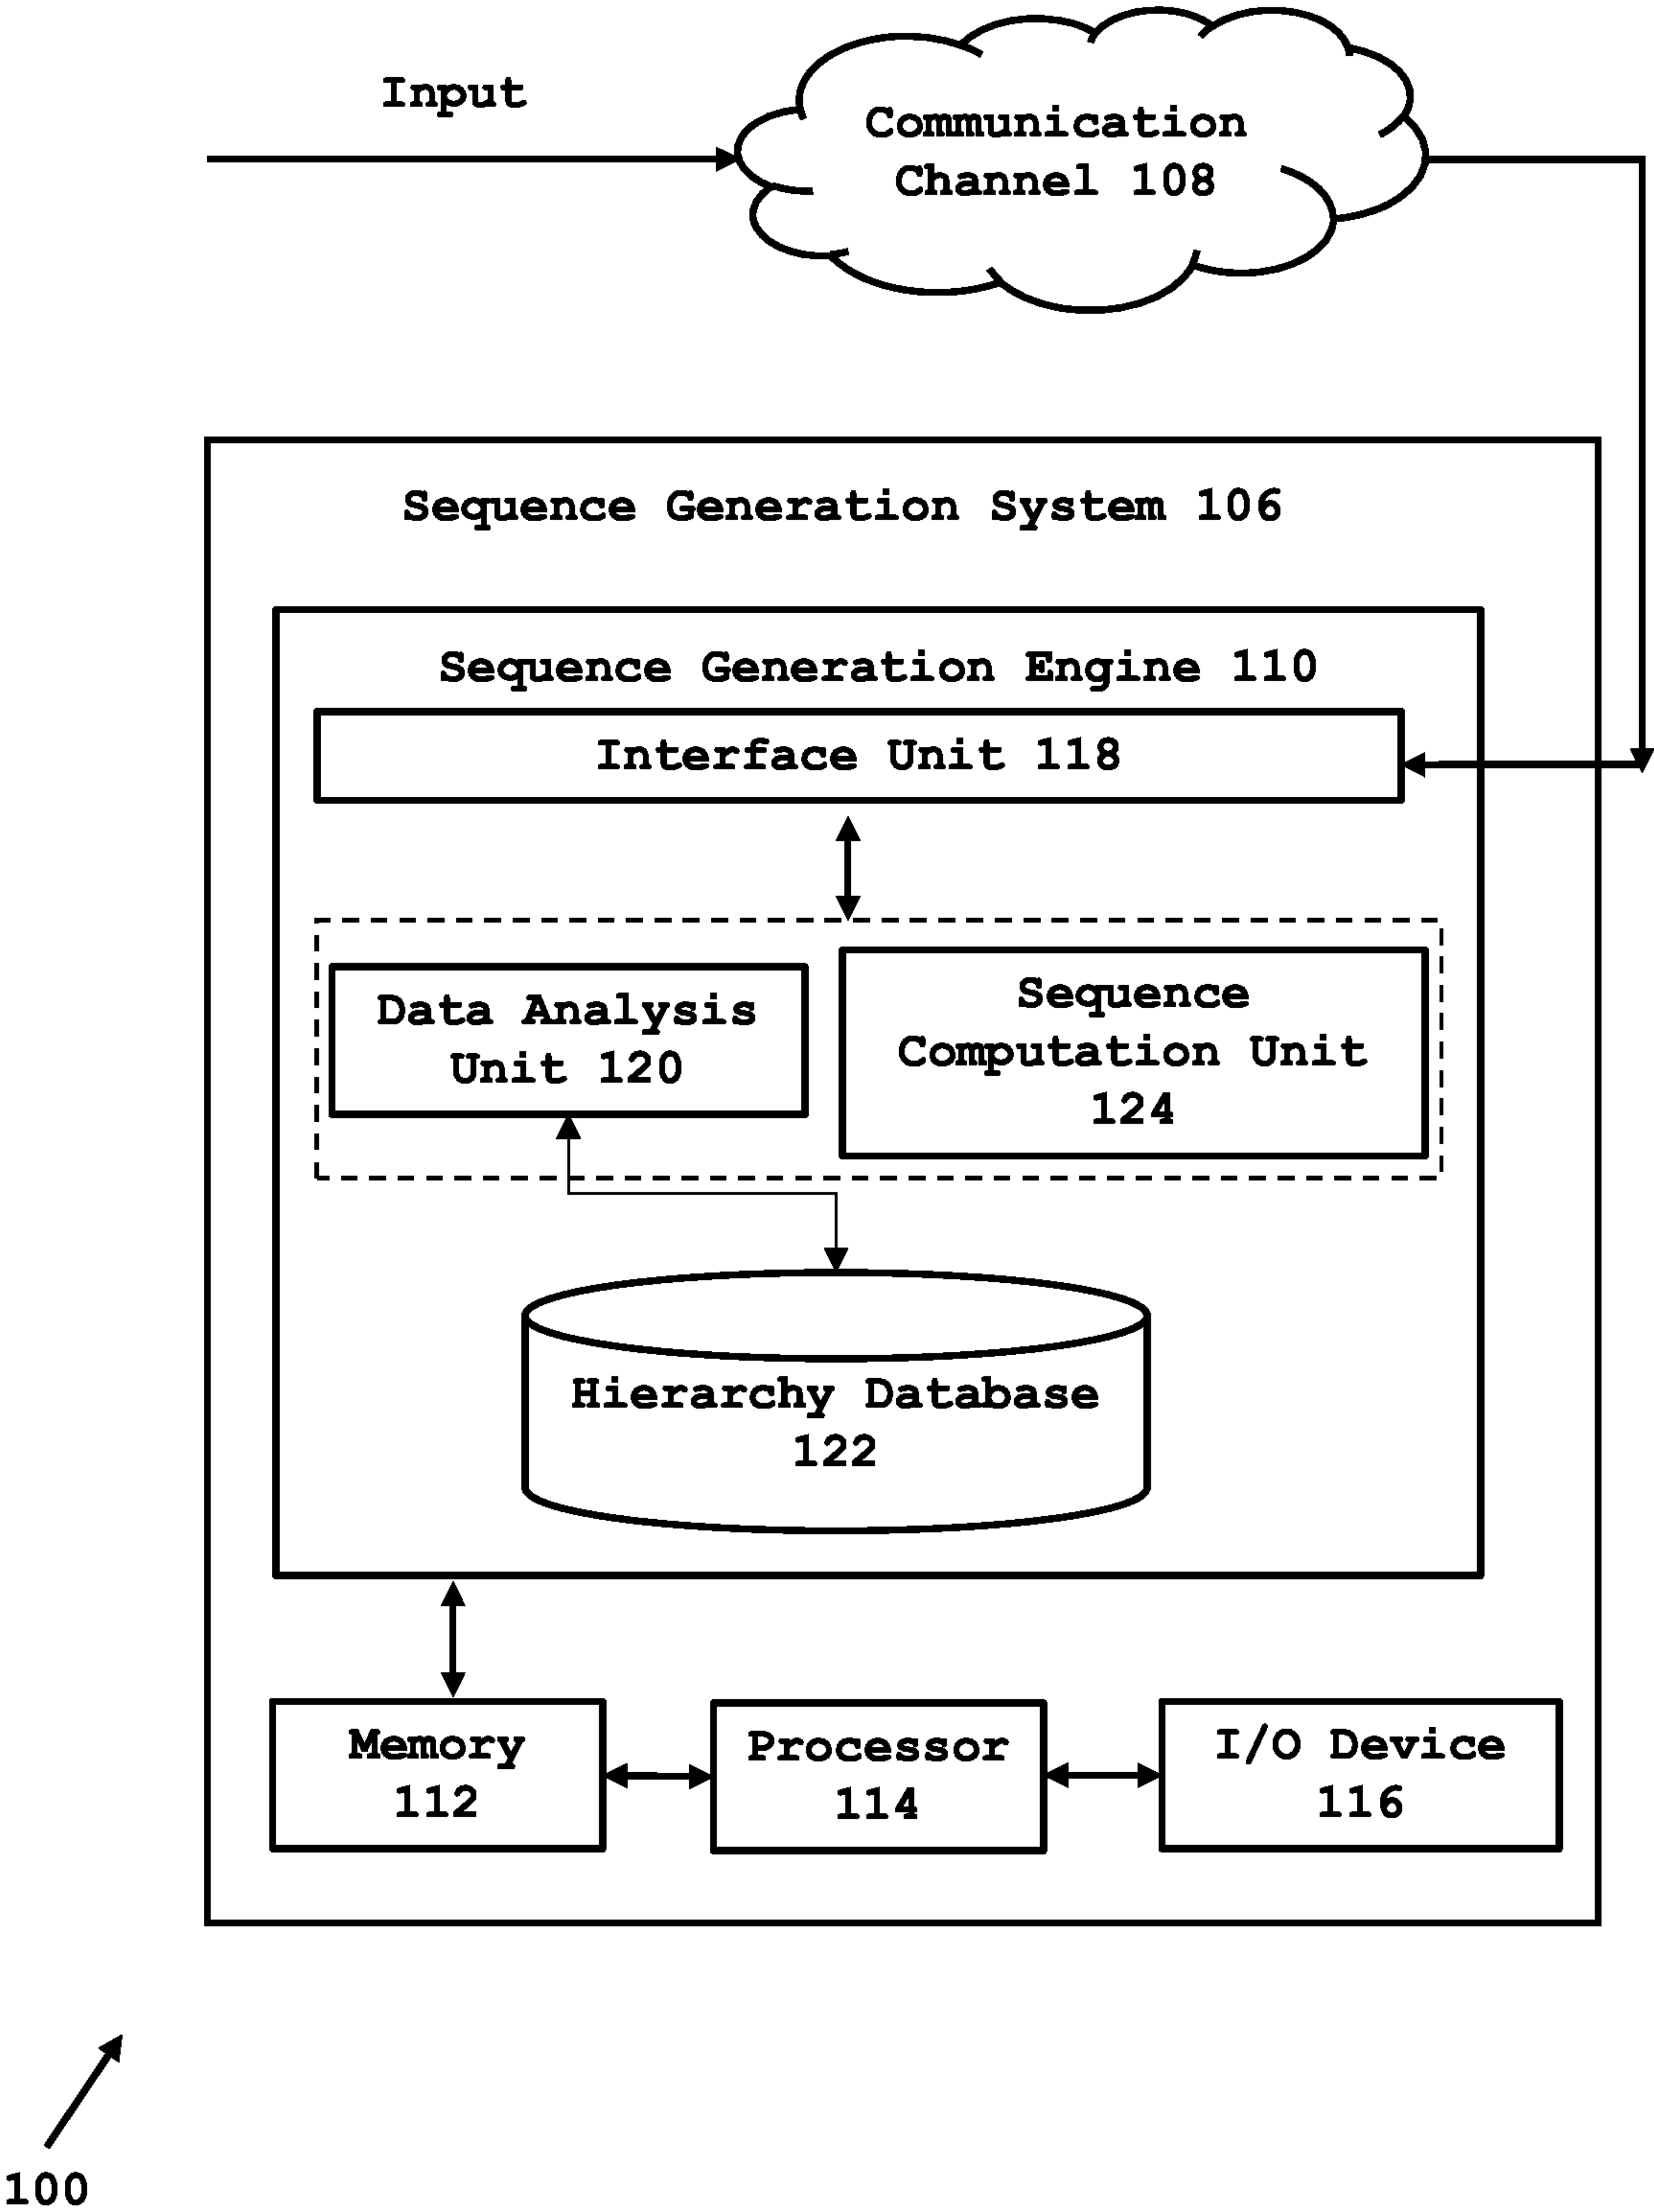 Input
Communication
Channel 108
Sequence Generation System 106
Sequence Generation Engine 110
Interface Unit 118
Data Analysis
Unit 120
Sequence
Computation Unit
124
Hierarchy Database
122
Memory
112
Processor
114
I/O Device
116
100